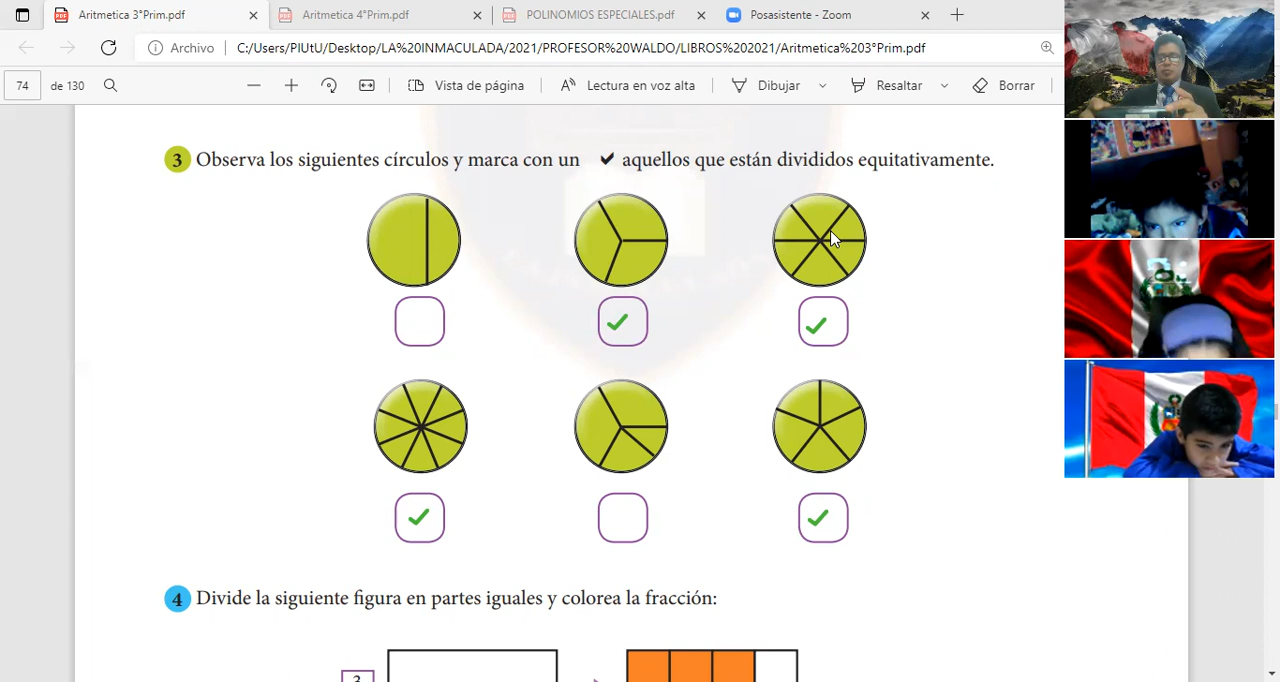 Aritmetica 3°Prim.pdf
Aritmetica 4°Prim.pdf
POLINOMIOS ESPECIALES.pdf
Posasistente - Zoom
Archivo
C:/Users/PIUtU/Desktop/LA%20INMACULADA/2021/PROFESOR%20WALDO/LIBROS%202021/Aritmetica%203°Prim.pdf
74 de 130
Vista de página
Lectura en voz alta
Dibujar
Resaltar
Borrar
3 Observa los siguientes círculos y marca con un ✔ aquellos que están divididos equitativamente.
4 Divide la siguiente figura en partes iguales y colorea la fracción:
3